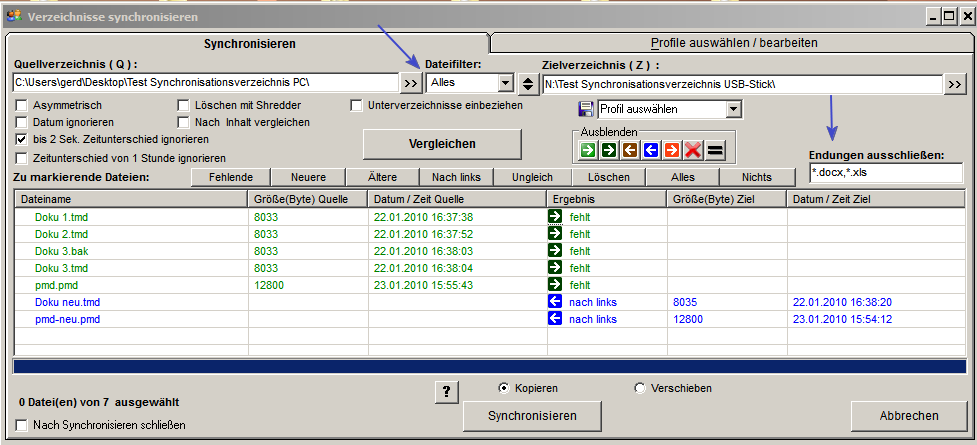 Verzeichnisse synchronisieren
Synchronisieren
Profile auswählen / bearbeiten
Quellverzeichnis ( Q ) :
Dateifilter:
Zielverzeichnis ( Z ) :
C:\Users\gerd\Desktop\Test Synchronisationsverzeichnis PC\
>>
Alles
N:\Test Synchronisationsverzeichnis USB-Stick\
>>
Asymmetrisch
Löschen mit Shredder
Unterverzeichnisse einbeziehen
Profil auswählen
Datum ignorieren
Nach Inhalt vergleichen
bis 2 Sek. Zeitunterschied ignorieren
Vergleichen
Ausblenden
Zeitunterschied von 1 Stunde ignorieren
Endungen ausschließen:
*.docx,*.xls
Zu markierende Dateien:
Fehlende
Neuere
Ältere
Nach links
Ungleich
Löschen
Alles
Nichts
Dateiname Größe(Byte) Quelle Datum / Zeit Quelle Ergebnis Größe(Byte) Ziel Datum / Zeit Ziel
Doku 1.tmd 8033 22.01.2010 16:37:38 fehlt
Doku 2.tmd 8033 22.01.2010 16:37:52 fehlt
Doku 3.bak 8033 22.01.2010 16:38:03 fehlt
Doku 3.tmd 8033 22.01.2010 16:38:04 fehlt
pmd.pmd 12800 23.01.2010 15:55:43 fehlt
Doku neu.tmd nach links 8035 22.01.2010 16:38:20
pmd-neu.pmd nach links 12800 23.01.2010 15:54:12
?
Kopieren
Verschieben
0 Datei(en) von 7 ausgewählt
Synchronisieren
Abbrechen
Nach Synchronisieren schließen